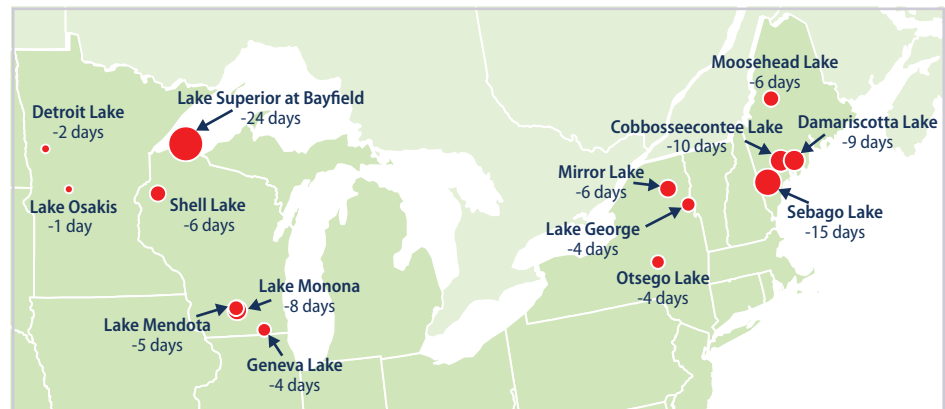 Moosehead Lake
-6 days
Detroit Lake
-2 days
Lake Superior at Bayfield
-24 days
Cobbosseecontee Lake
-10 days
Damariscotta Lake
-9 days
Mirror Lake
-6 days
Lake Osakis
-1 day
Shell Lake
-6 days
Lake George
-4 days
Sebago Lake
-15 days
Otsego Lake
-4 days
Lake Monona
-8 days
Lake Mendota
-5 days
Geneva Lake
-4 days